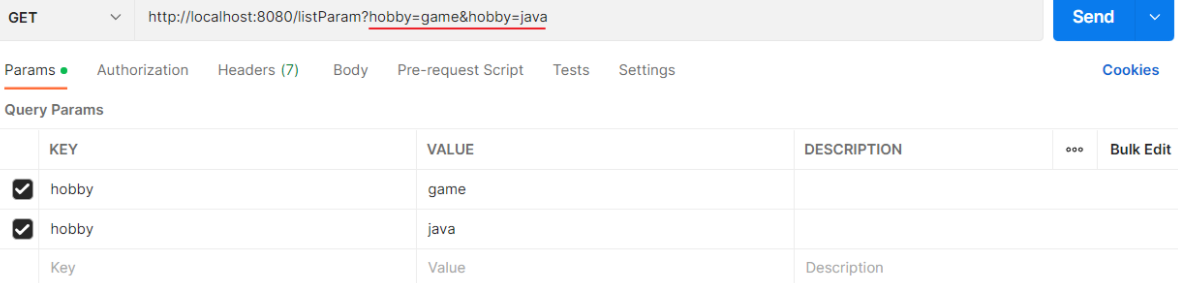 GET http://localhost:8080/listParam?hobby=game&hobby=java Send
Params Authorization Headers (7) Body Pre-request Script Tests Settings Cookies
Query Params
KEY VALUE DESCRIPTION ooo Bulk Edit
hobby game
hobby java
Key Value Description